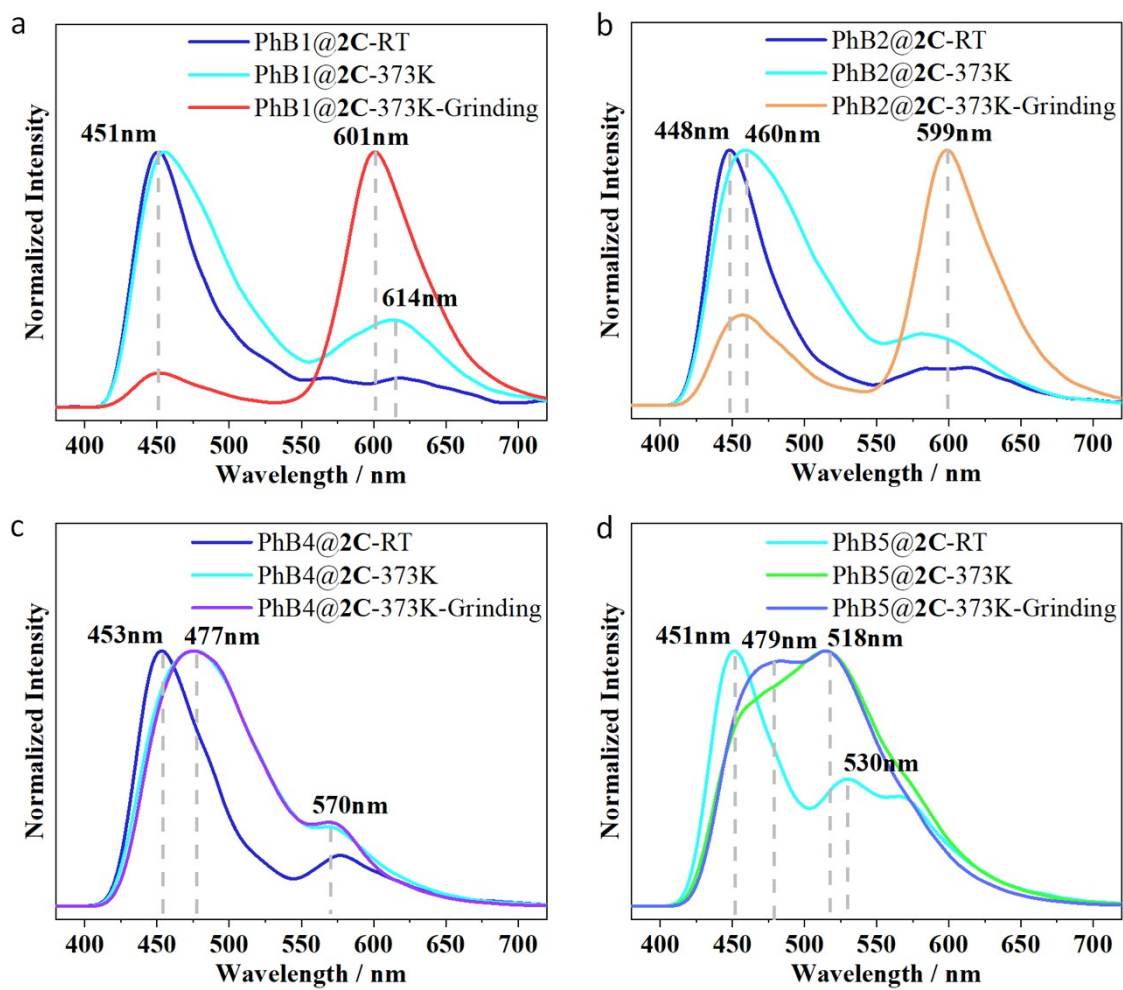 a
PhB1@2C-RT
PhB1@2C-373K
PhB1@2C-373K-Grinding
451nm
601nm
614nm
Normalized Intensity
400 450 500 550 600 650 700
Wavelength / nm
b
PhB2@2C-RT
PhB2@2C-373K
PhB2@2C-373K-Grinding
448nm 460nm 599nm
Normalized Intensity
400 450 500 550 600 650 700
Wavelength / nm
c
PhB4@2C-RT
PhB4@2C-373K
PhB4@2C-373K-Grinding
453nm 477nm
570nm
Normalized Intensity
400 450 500 550 600 650 700
Wavelength / nm
d
PhB5@2C-RT
PhB5@2C-373K
PhB5@2C-373K-Grinding
451nm 479nm 518nm
530nm
Normalized Intensity
400 450 500 550 600 650 700
Wavelength / nm